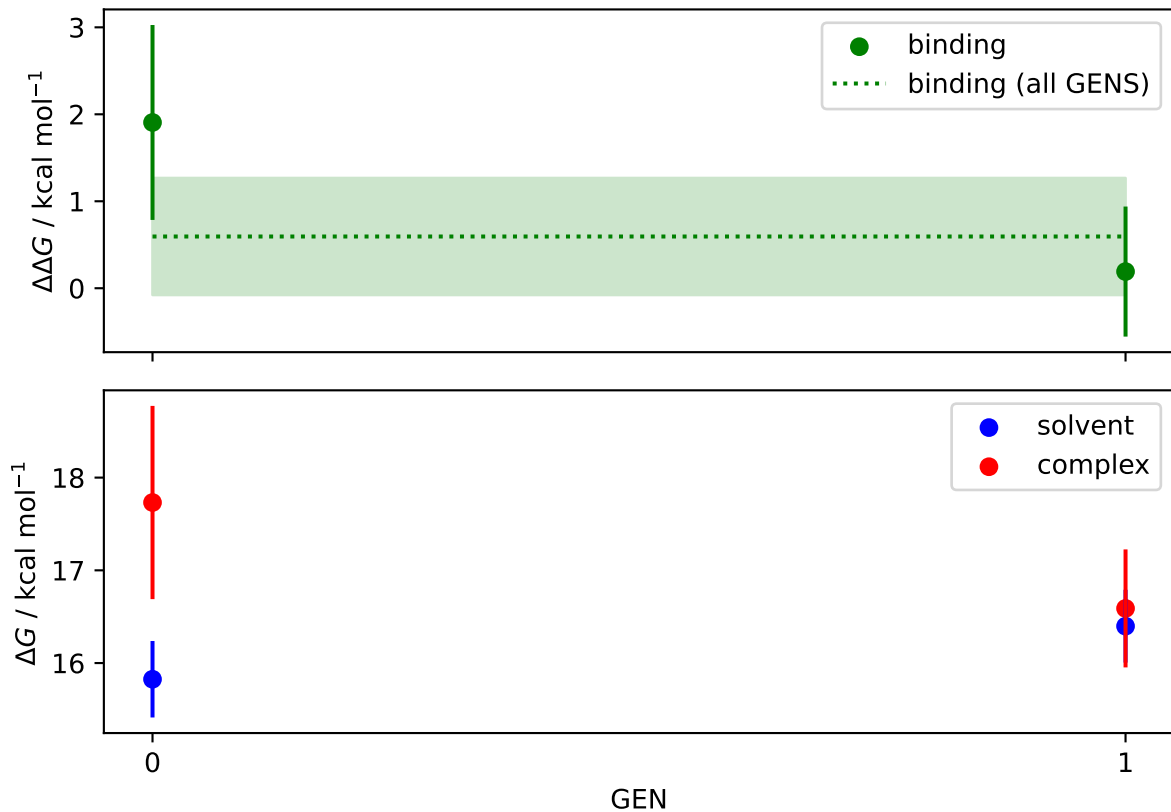 3
2
1
0
ΔΔG / kcal mol⁻¹
binding
binding (all GENS)
18
17
16
ΔG / kcal mol⁻¹
solvent
complex
0
1
GEN